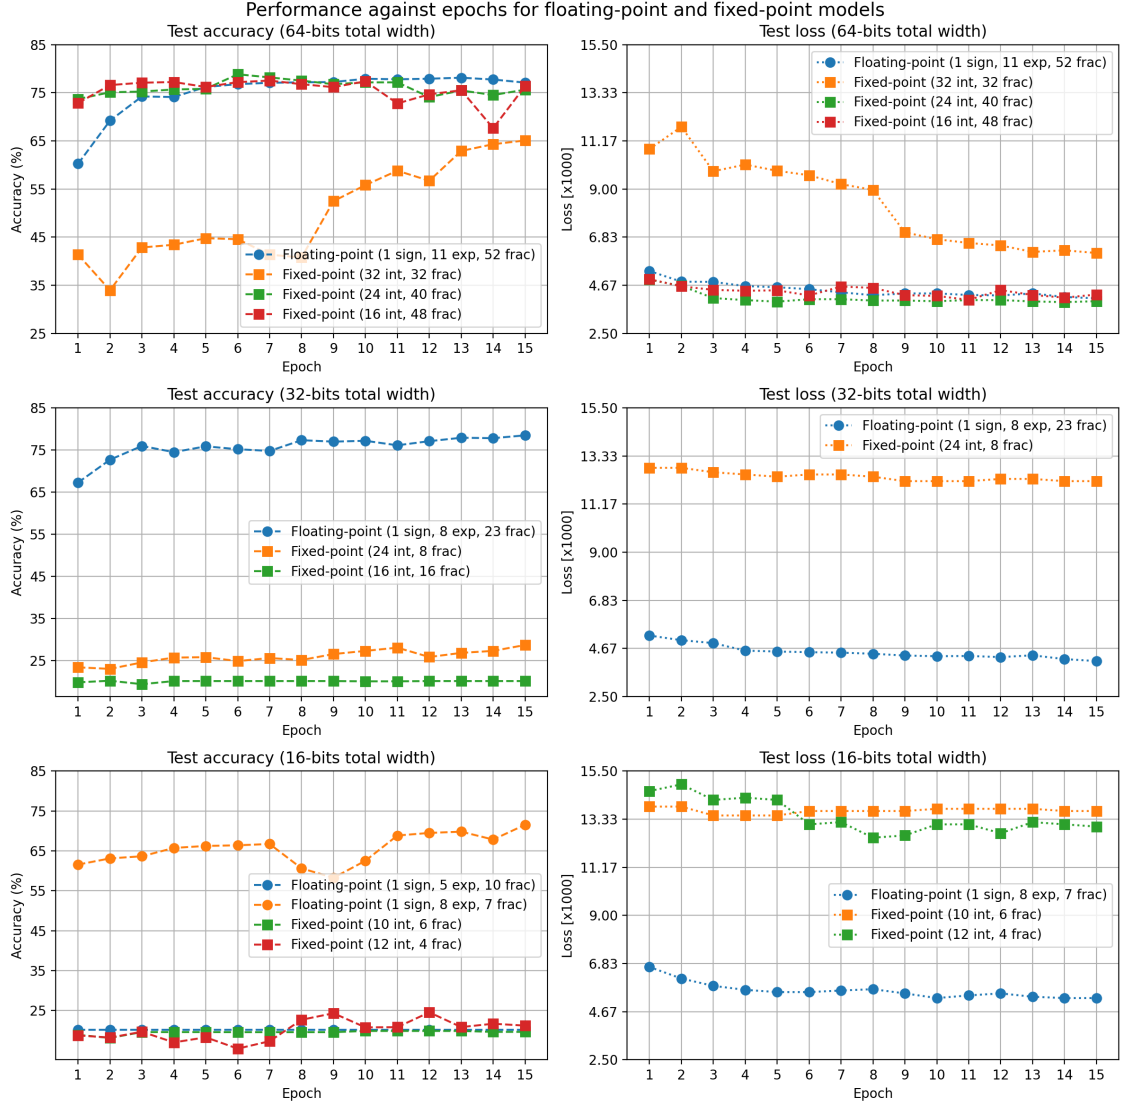 Performance against epochs for floating-point and fixed-point models
Test accuracy (64-bits total width)
85
75
65
55
45
35
25
Accuracy (%)
Floating-point (1 sign, 11 exp, 52 frac)
Fixed-point (32 int, 32 frac)
Fixed-point (24 int, 40 frac)
Fixed-point (16 int, 48 frac)
1 2 3 4 5 6 7 8 9 10 11 12 13 14 15
Epoch
Test loss (64-bits total width)
15.50
13.33
11.17
9.00
6.83
4.67
2.50
Loss [x1000]
Floating-point (1 sign, 11 exp, 52 frac)
Fixed-point (32 int, 32 frac)
Fixed-point (24 int, 40 frac)
Fixed-point (16 int, 48 frac)
1 2 3 4 5 6 7 8 9 10 11 12 13 14 15
Epoch
Test accuracy (32-bits total width)
85
75
65
55
45
35
25
Accuracy (%)
Floating-point (1 sign, 8 exp, 23 frac)
Fixed-point (24 int, 8 frac)
Fixed-point (16 int, 16 frac)
1 2 3 4 5 6 7 8 9 10 11 12 13 14 15
Epoch
Test loss (32-bits total width)
15.50
13.33
11.17
9.00
6.83
4.67
2.50
Loss [x1000]
Floating-point (1 sign, 8 exp, 23 frac)
Fixed-point (24 int, 8 frac)
1 2 3 4 5 6 7 8 9 10 11 12 13 14 15
Epoch
Test accuracy (16-bits total width)
85
75
65
55
45
35
25
Accuracy (%)
Floating-point (1 sign, 5 exp, 10 frac)
Floating-point (1 sign, 8 exp, 7 frac)
Fixed-point (10 int, 6 frac)
Fixed-point (12 int, 4 frac)
1 2 3 4 5 6 7 8 9 10 11 12 13 14 15
Epoch
Test loss (16-bits total width)
15.50
13.33
11.17
9.00
6.83
4.67
2.50
Loss [x1000]
Floating-point (1 sign, 8 exp, 7 frac)
Fixed-point (10 int, 6 frac)
Fixed-point (12 int, 4 frac)
1 2 3 4 5 6 7 8 9 10 11 12 13 14 15
Epoch